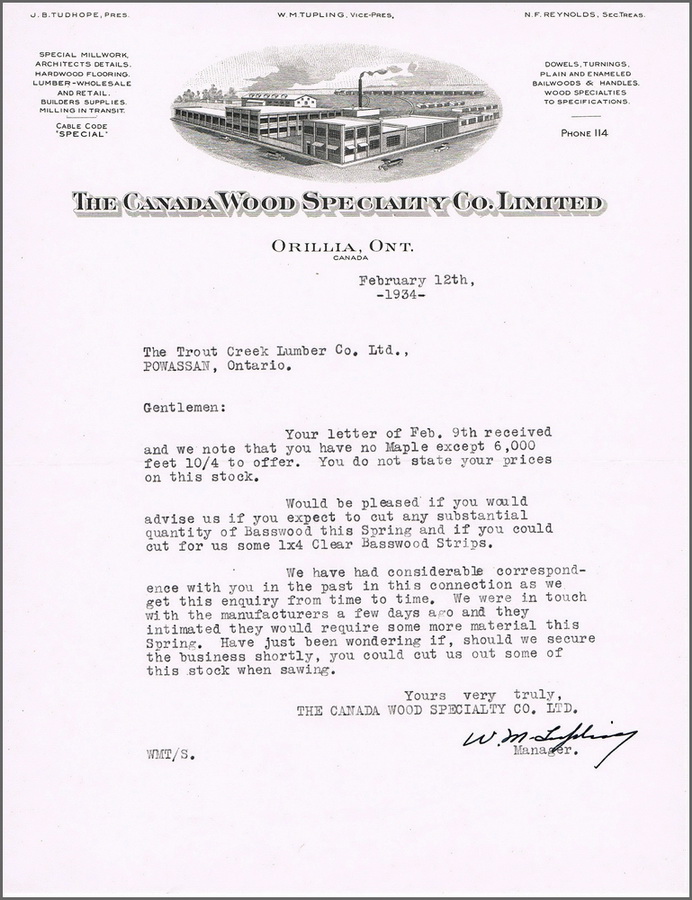 J. B. TUDHOPE, PRES.
W. M. TUPLING, VICE-PRES,
N. F. REYNOLDS, SEC.TREAS.
SPECIAL MILLWORK,
ARCHITECTS DETAILS.
HARDWOOD FLOORING.
LUMBER-WHOLESALE
AND RETAIL.
BUILDERS SUPPLIES.
MILLING IN TRANSIT.
CABLE CODE
"SPECIAL"
DOWELS, TURNINGS,
PLAIN AND ENAMELED
BAILWOODS & HANDLES.
WOOD SPECIALTIES
TO SPECIFICATIONS.
PHONE 114
THE CANADA WOOD SPECIALTY CO. LIMITED
ORILLIA, ONT.
CANADA
February 12th,
-1934-
The Trout Creek Lumber Co. Ltd.,
POWASSAN, Ontario.
Gentlemen:
Your letter of Feb. 9th received
and we note that you have no Maple except 6,000
feet 10/4 to offer. You do not state your prices
on this stock.
Would be pleased if you would
advise us if you expect to cut any substantial
quantity of Basswood this Spring and if you could
cut for us some 1x4 Clear Basswood Strips.
We have had considerable correspond-
ence with you in the past in this connection as we
get this enquiry from time to time. We were in touch
with the manufacturers a few days ago and they
intimated they would require some more material this
Spring. Have just been wondering if, should we secure
the business shortly, you could cut us out some of
this stock when sawing.
Yours very truly,
THE CANADA WOOD SPECIALTY CO. LTD.
W. M. Tupling
Manager.
WMT/S.